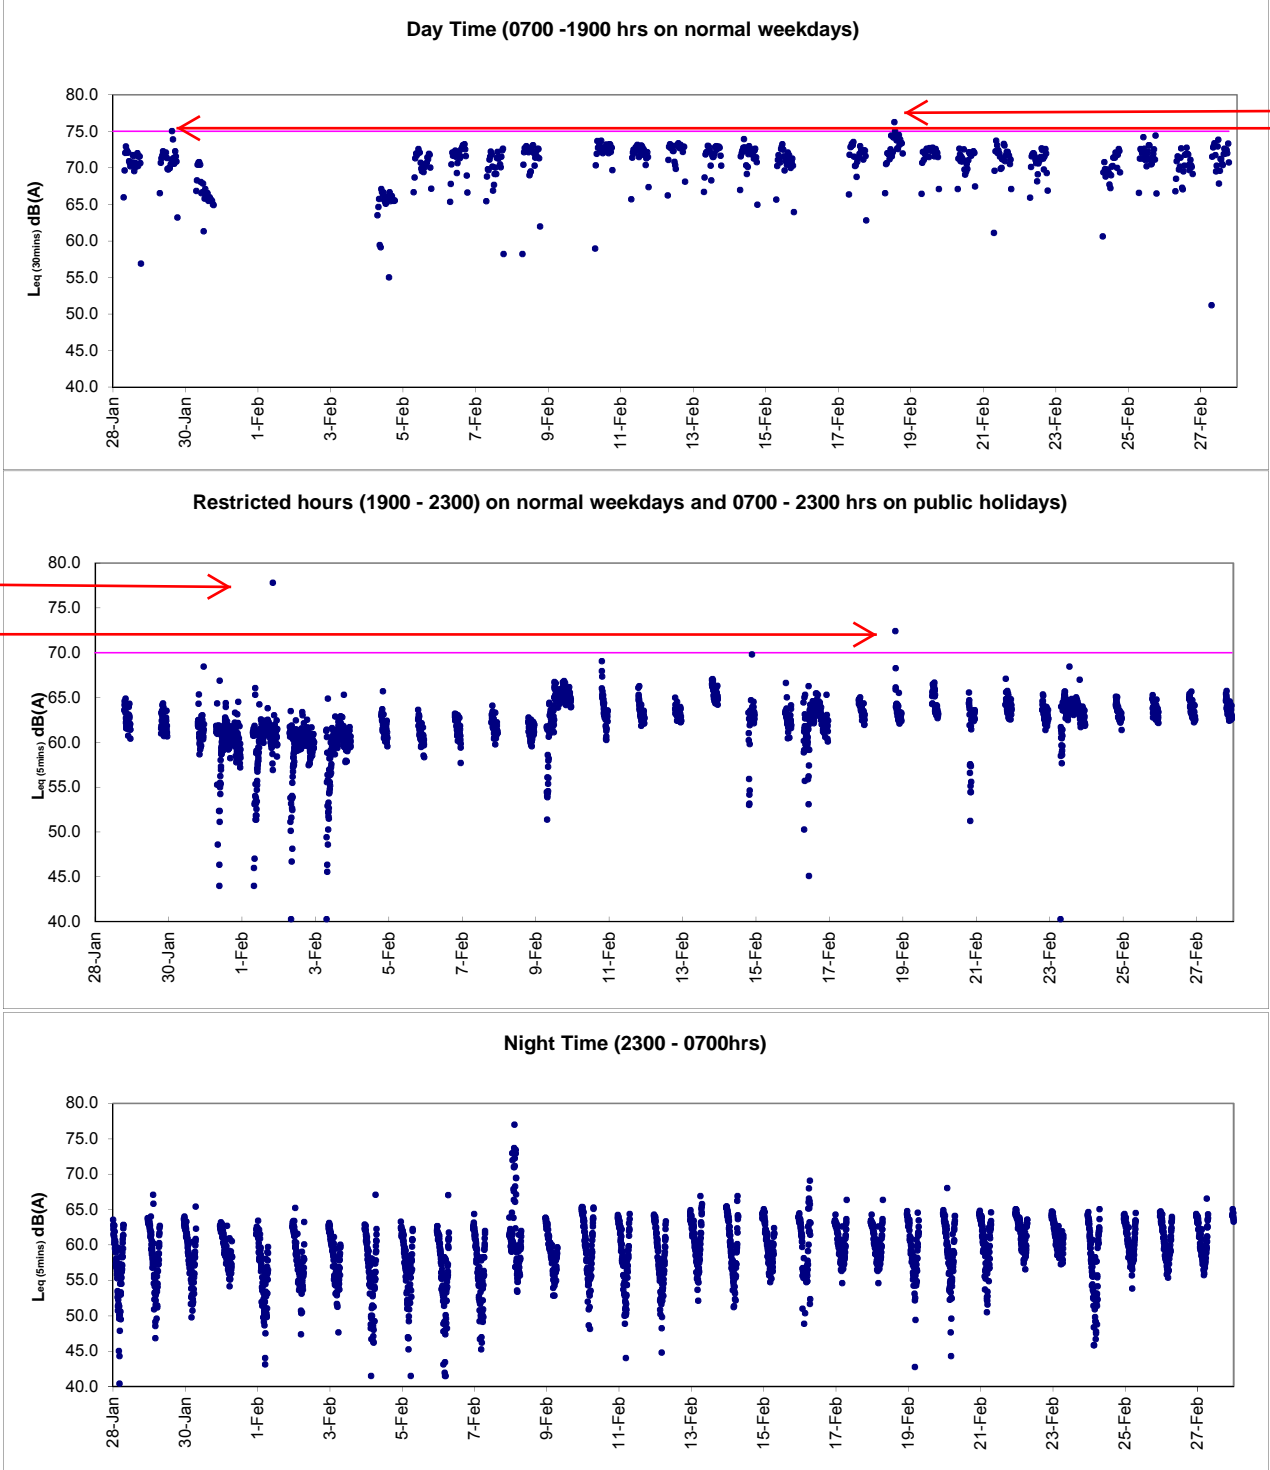 Day Time (0700 -1900 hrs on normal weekdays)
80.0
75.0
70.0
65.0
60.0
55.0
50.0
45.0
40.0
Leq (30mins) dB(A)
28-Jan
30-Jan
1-Feb
3-Feb
5-Feb
7-Feb
9-Feb
11-Feb
13-Feb
15-Feb
17-Feb
19-Feb
21-Feb
23-Feb
25-Feb
27-Feb
Restricted hours (1900 - 2300) on normal weekdays and 0700 - 2300 hrs on public holidays)
80.0
75.0
70.0
65.0
60.0
55.0
50.0
45.0
40.0
Leq (5mins) dB(A)
28-Jan
30-Jan
1-Feb
3-Feb
5-Feb
7-Feb
9-Feb
11-Feb
13-Feb
15-Feb
17-Feb
19-Feb
21-Feb
23-Feb
25-Feb
27-Feb
Night Time (2300 - 0700hrs)
80.0
75.0
70.0
65.0
60.0
55.0
50.0
45.0
40.0
Leq (5mins) dB(A)
28-Jan
30-Jan
1-Feb
3-Feb
5-Feb
7-Feb
9-Feb
11-Feb
13-Feb
15-Feb
17-Feb
19-Feb
21-Feb
23-Feb
25-Feb
27-Feb